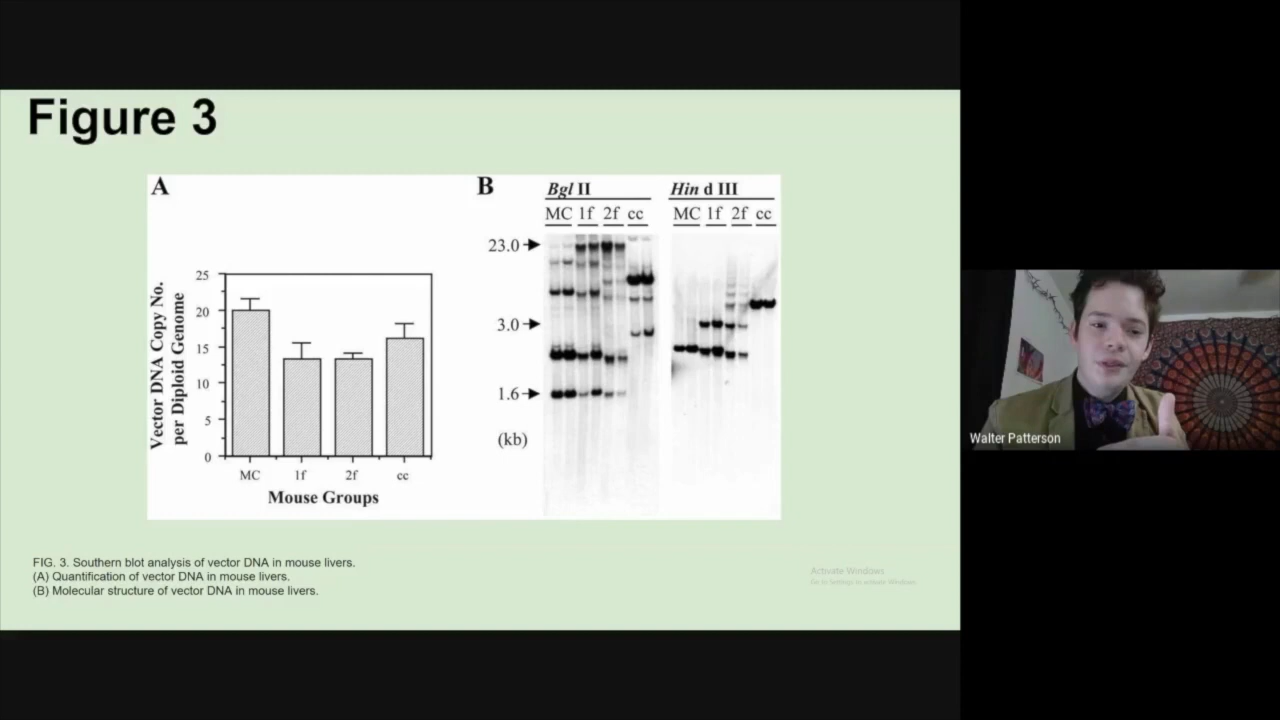 Figure 3
A
Vector DNA Copy No.
per Diploid Genome
25
20
15
10
5
0
MC 1f 2f cc
Mouse Groups
B
Bgl II Hin d III
MC 1f 2f cc MC 1f 2f cc
23.0
3.0
1.6
(kb)
FIG. 3. Southern blot analysis of vector DNA in mouse livers.
(A) Quantification of vector DNA in mouse livers.
(B) Molecular structure of vector DNA in mouse livers.
Activate Windows
Go to Settings to activate Windows.
Walter Patterson